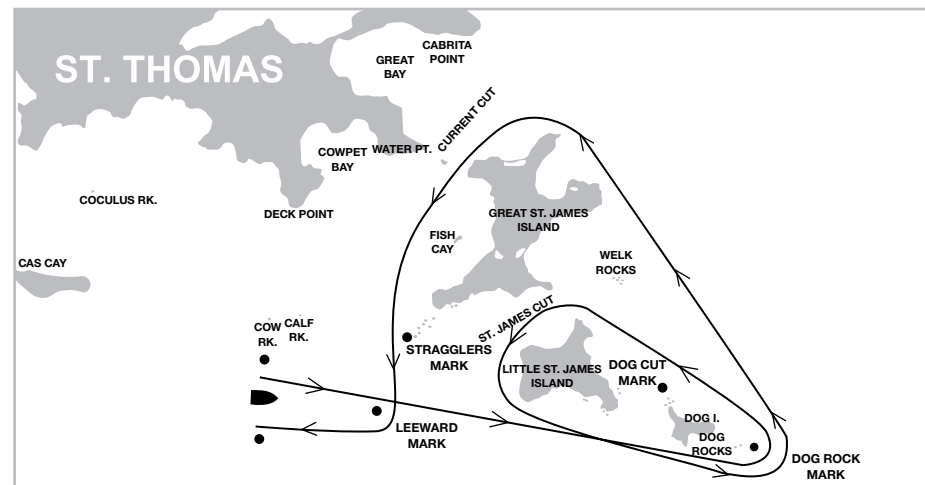 CABRITA
POINT
GREAT
BAY
ST. THOMAS
CURRENT CUT
COWPET
BAY
WATER PT.
COCULUS RK.
DECK POINT
GREAT ST. JAMES
ISLAND
FISH
CAY
WELK
ROCKS
CAS CAY
ST. JAMES CUT
COW
RK.
CALF
RK.
STRAGGLERS
MARK
LITTLE ST. JAMES
ISLAND
DOG CUT
MARK
DOG I.
LEEWARD
MARK
DOG
ROCKS
DOG ROCK
MARK